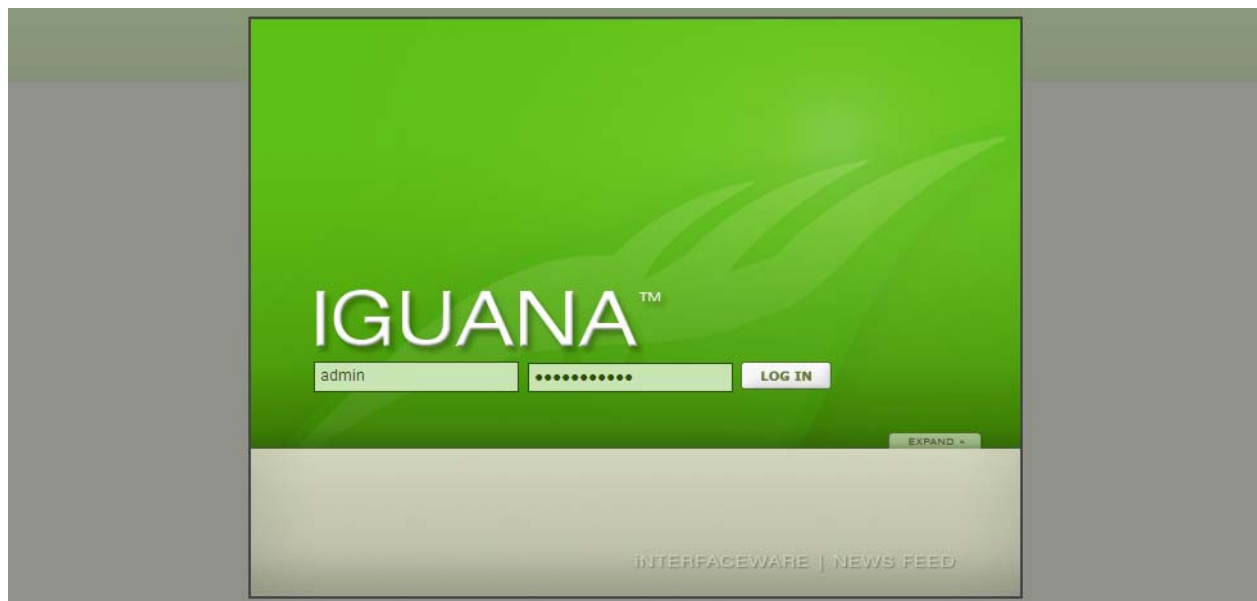 IGUANA™
admin
•••••••••••
LOG IN
EXPAND
iNTERFACEWARE | NEWS FEED